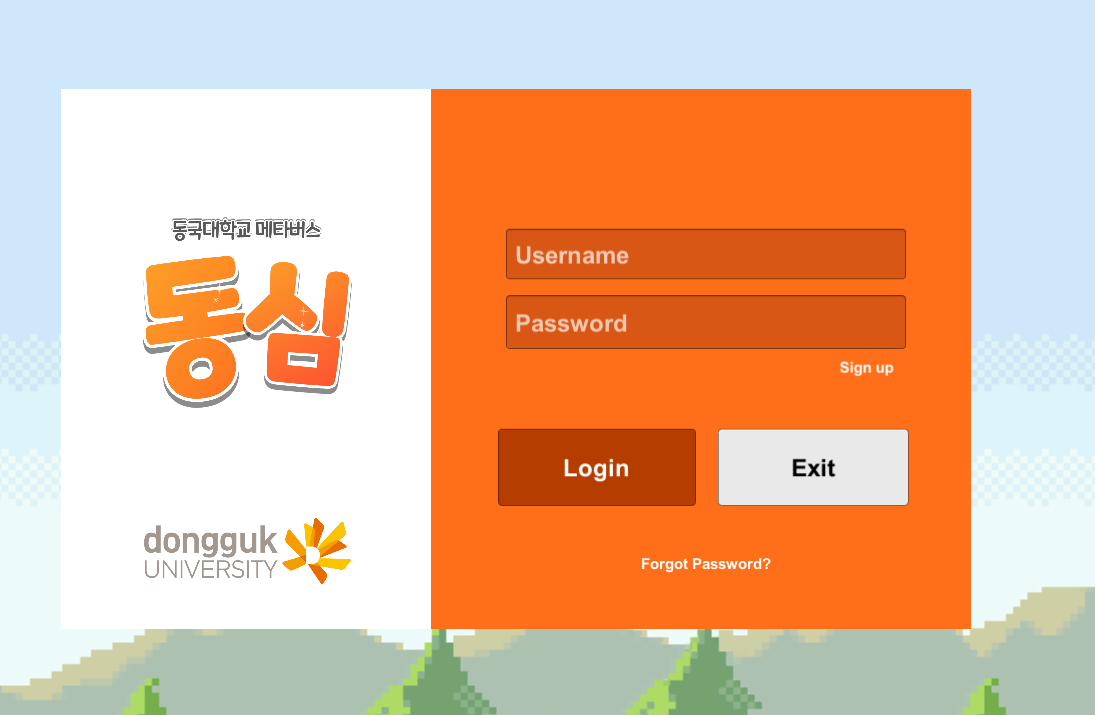 동국대학교 메타버스
동심
dongguk
UNIVERSITY
Username
Password
Sign up
Login
Exit
Forgot Password?